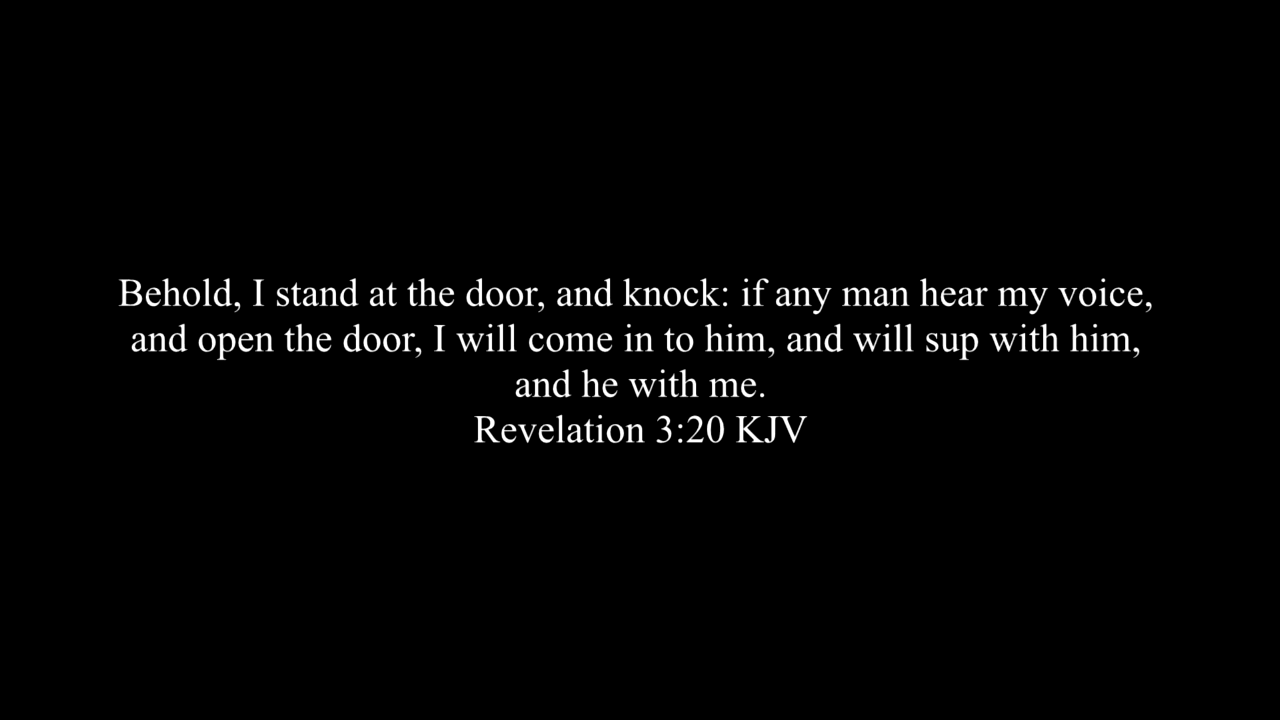 Behold, I stand at the door, and knock: if any man hear my voice,
and open the door, I will come in to him, and will sup with him,
and he with me.
Revelation 3:20 KJV